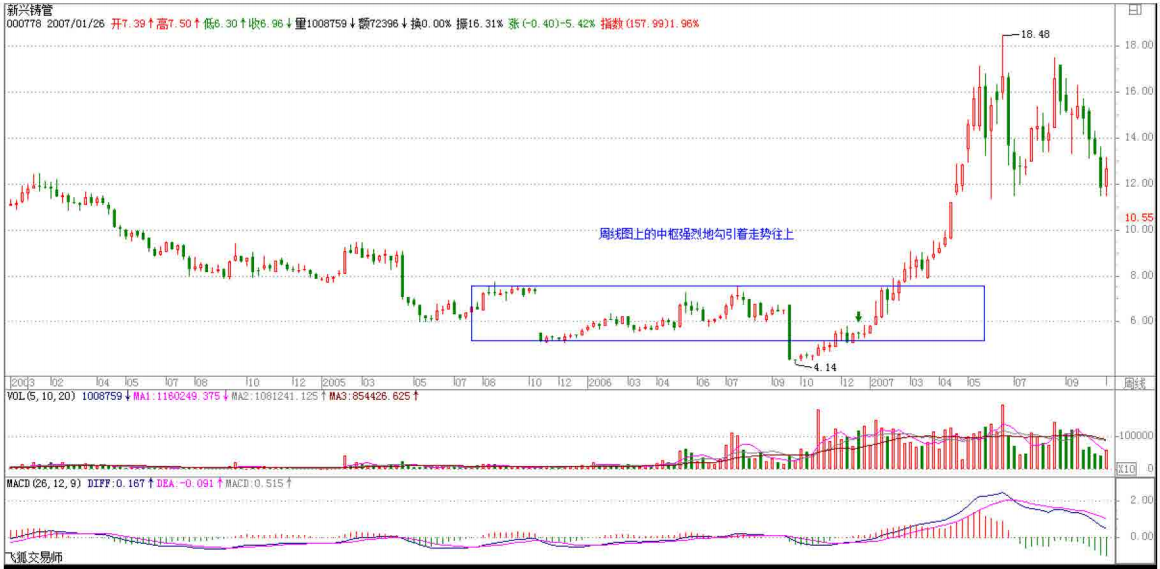 新兴铸管
000778 2007/01/26 开7.39↑高7.50↑低6.30↑收6.96↓量1008759↓额72396↓换0.00% 振16.31% 涨(-0.40)-5.42% 指数(157.99)1.96%
18.48
18.00
16.00
14.00
12.00
10.55
周线图上的中枢强烈地勾引着走势往上
10.00
8.00
6.00
4.14
2003 02 04 05 07 08 10 12 2005 03 05 07 08 10 12 2006 03 04 06 07 09 10 12 2007 03 04 05 07 09 周线
VOL(5,10,20) 1008759↓MA1:1160249.375↓MA2:1081241.125↑MA3:854426.625↑
100000
X10 0
MACD(26,12,9) DIFF:0.167↑DEA:-0.091↑MACD:0.515↑
2.00
0.00
飞狐交易师